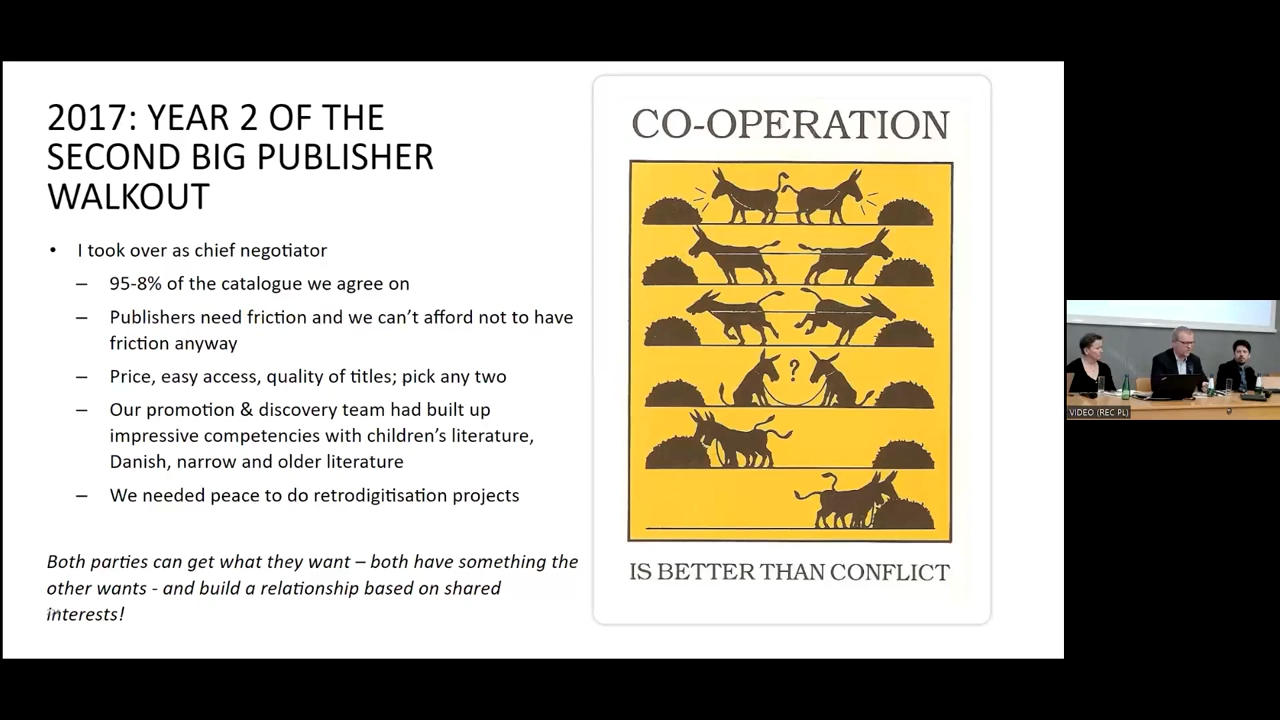 2017: YEAR 2 OF THE
SECOND BIG PUBLISHER
WALKOUT
• I took over as chief negotiator
– 95-8% of the catalogue we agree on
– Publishers need friction and we can’t afford not to have
friction anyway
– Price, easy access, quality of titles; pick any two
– Our promotion & discovery team had built up
impressive competencies with children’s literature,
Danish, narrow and older literature
– We needed peace to do retrodigitisation projects
Both parties can get what they want – both have something the
other wants - and build a relationship based on shared
interests!
CO-OPERATION
?
IS BETTER THAN CONFLICT
VIDEO (REC PL)